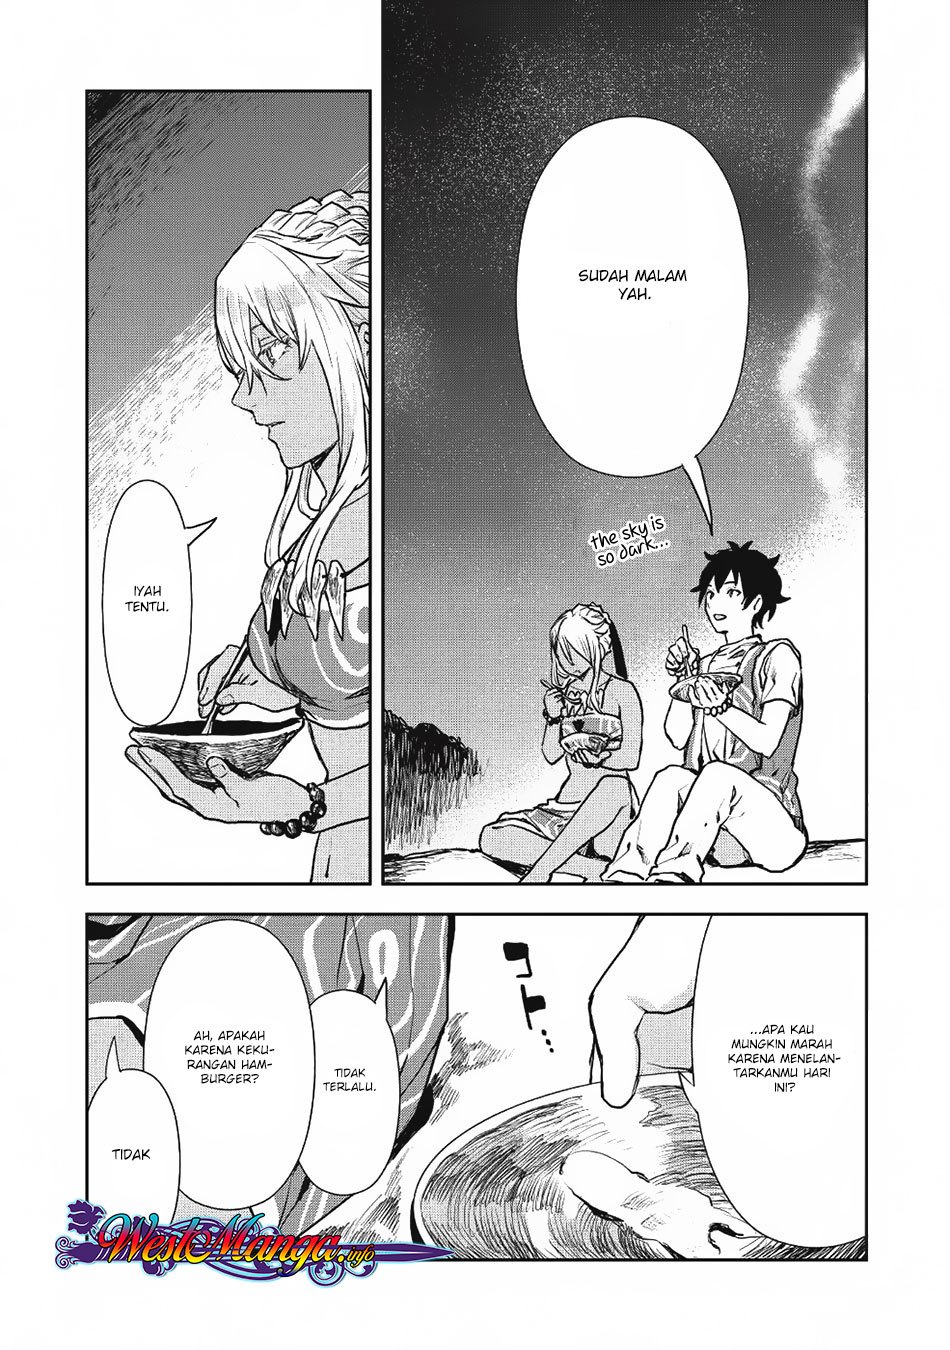 SUDAH MALAM
YAH.
the sky is
so dark...
IYAH
TENTU.
...APA KAU
MUNGKIN MARAH
KARENA MENELAN-
TARKANMU HARI
INI?
コト...
TIDAK
TERLALU.
AH, APAKAH
KARENA KEKU-
RANGAN HAM-
BURGER?
TIDAK
WestManga.info